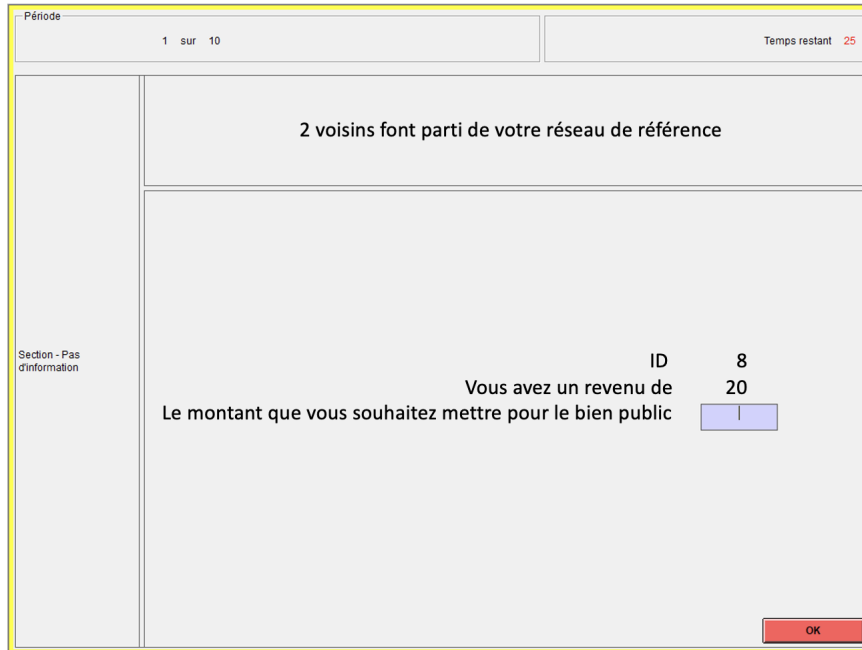 Période
1 sur 10
Temps restant 25
2 voisins font parti de votre réseau de référence
Section - Pas
d'information
ID 8
Vous avez un revenu de 20
Le montant que vous souhaitez mettre pour le bien public
OK